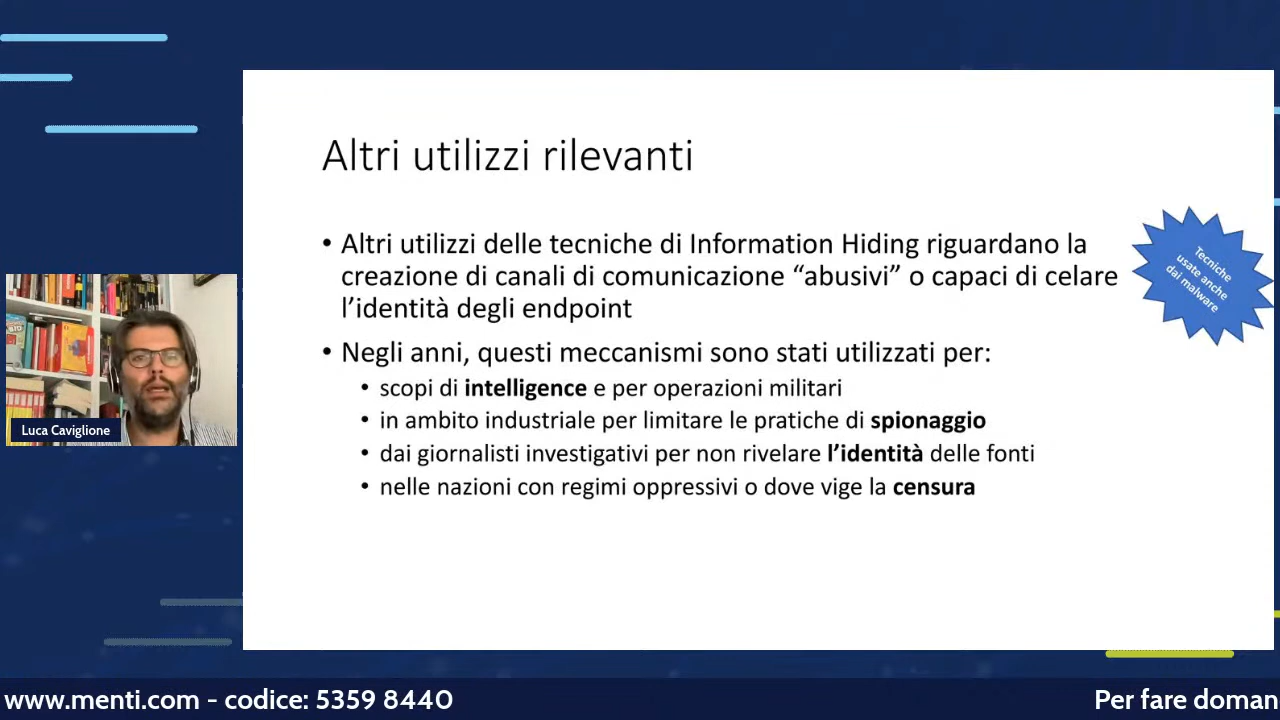 Altri utilizzi rilevanti
• Altri utilizzi delle tecniche di Information Hiding riguardano la
creazione di canali di comunicazione “abusivi” o capaci di celare
l’identità degli endpoint
• Negli anni, questi meccanismi sono stati utilizzati per:
• scopi di intelligence e per operazioni militari
• in ambito industriale per limitare le pratiche di spionaggio
• dai giornalisti investigativi per non rivelare l’identità delle fonti
• nelle nazioni con regimi oppressivi o dove vige la censura
Tecniche
usate anche
dai malware
Luca Caviglione
www.menti.com - codice: 5359 8440
Per fare doman